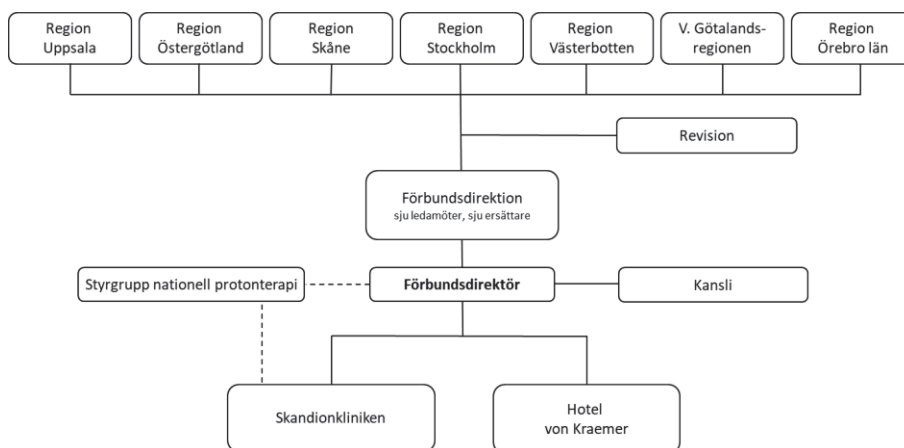 Region
Uppsala
Region
Östergötland
Region
Skåne
Region
Stockholm
Region
Västerbotten
V. Götalands-
regionen
Region
Örebro län
Revision
Förbundsdirektion
sju ledamöter, sju ersättare
Styrgrupp nationell protonterapi
Förbundsdirektör
Kansli
Skandionkliniken
Hotel
von Kraemer